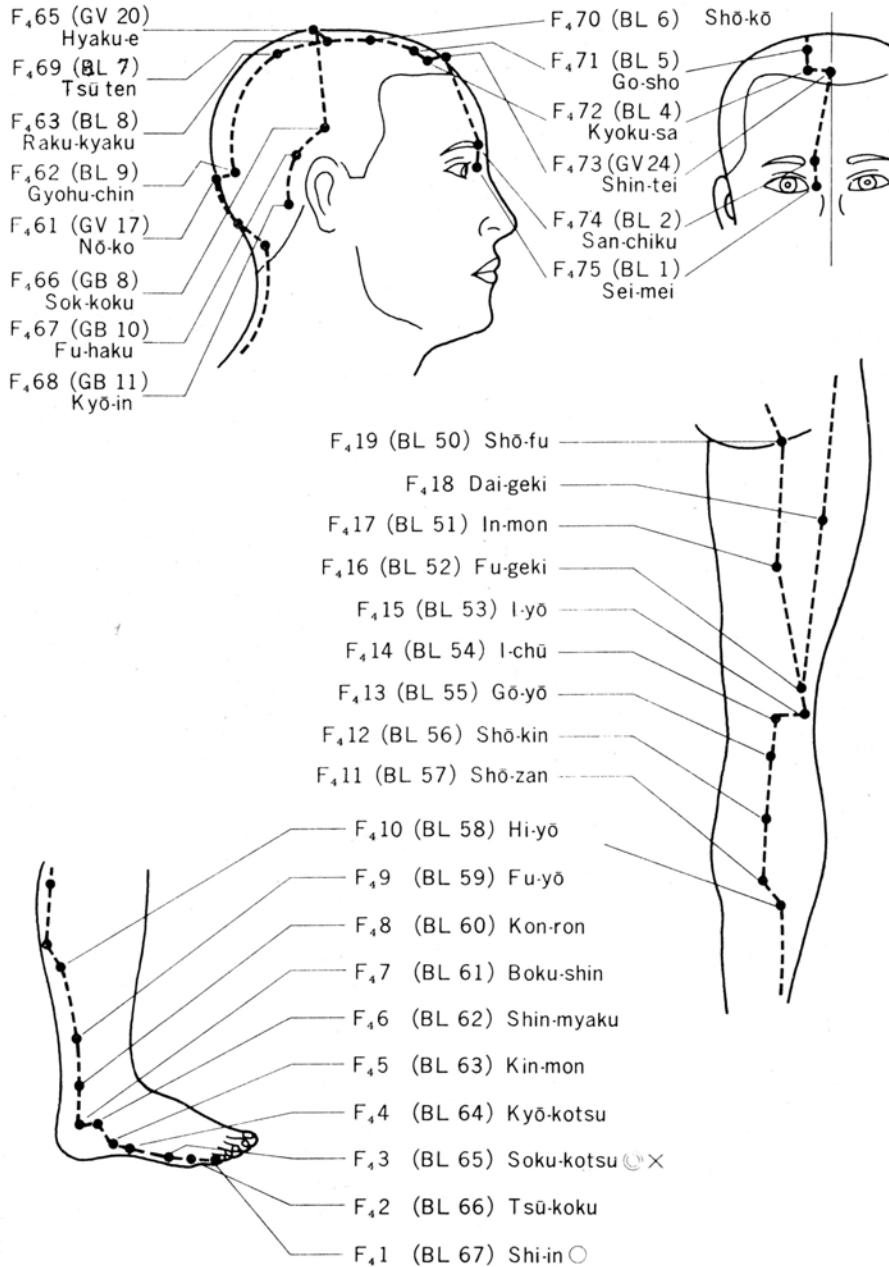 F₄65 (GV 20)
Hyaku-e
F₄69 (BL 7)
Tsū ten
F₄63 (BL 8)
Raku-kyaku
F₄62 (BL 9)
Gyohu-chin
F₄61 (GV 17)
Nō-ko
F₄66 (GB 8)
Sok-koku
F₄67 (GB 10)
Fu-haku
F₄68 (GB 11)
Kyō-in
F₄70 (BL 6) Shō-kō
F₄71 (BL 5)
Go-sho
F₄72 (BL 4)
Kyoku-sa
F₄73 (GV 24)
Shin-tei
F₄74 (BL 2)
San-chiku
F₄75 (BL 1)
Sei-mei
F₄19 (BL 50) Shō-fu
F₄18 Dai-geki
F₄17 (BL 51) In-mon
F₄16 (BL 52) Fu-geki
F₄15 (BL 53) I-yō
F₄14 (BL 54) I-chū
F₄13 (BL 55) Gō-yō
F₄12 (BL 56) Shō-kin
F₄11 (BL 57) Shō-zan
F₄10 (BL 58) Hi-yō
F₄9 (BL 59) Fu-yō
F₄8 (BL 60) Kon-ron
F₄7 (BL 61) Boku-shin
F₄6 (BL 62) Shin-myaku
F₄5 (BL 63) Kin-mon
F₄4 (BL 64) Kyō-kotsu
F₄3 (BL 65) Soku-kotsu ◎ ×
F₄2 (BL 66) Tsū-koku
F₄1 (BL 67) Shi-in ○